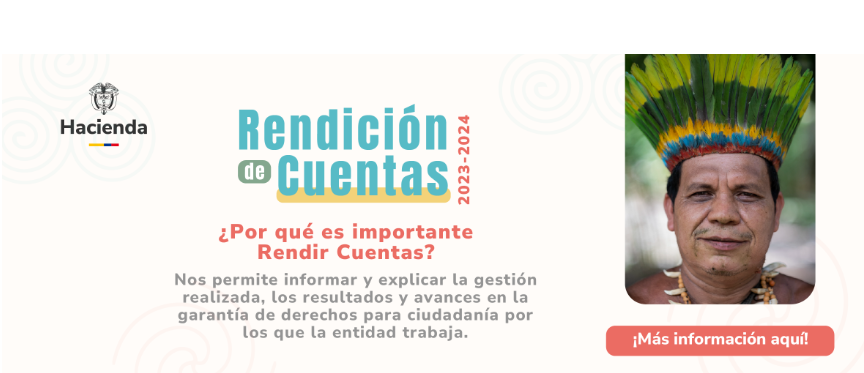 Hacienda
Rendición
de Cuentas
2023-2024
¿Por qué es importante
Rendir Cuentas?
Nos permite informar y explicar la gestión
realizada, los resultados y avances en la
garantía de derechos para ciudadanía por
los que la entidad trabaja.
¡Más información aquí!